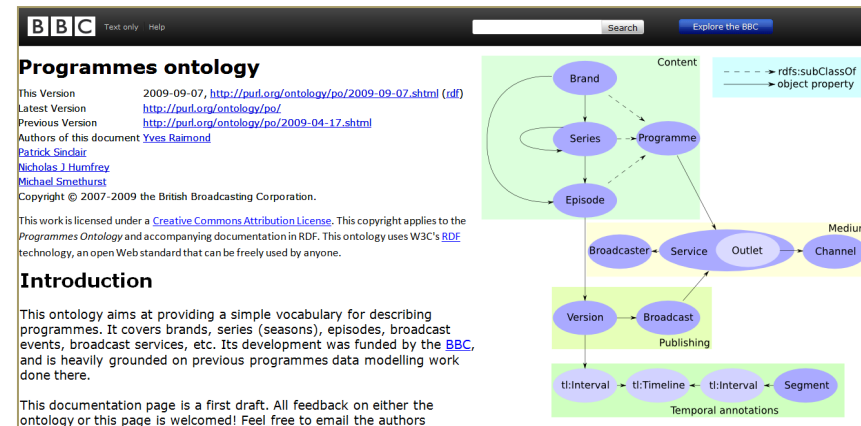 BBC Text only Help Search Explore the BBC
Programmes ontology
This Version 2009-09-07, http://purl.org/ontology/po/2009-09-07.shtml (rdf)
Latest Version http://purl.org/ontology/po/
Previous Version http://purl.org/ontology/po/2009-04-17.shtml
Authors of this document Yves Raimond
Patrick Sinclair
Nicholas J Humfrey
Michael Smethurst
Copyright © 2007-2009 the British Broadcasting Corporation.
This work is licensed under a Creative Commons Attribution License. This copyright applies to the
Programmes Ontology and accompanying documentation in RDF. This ontology uses W3C's RDF
technology, an open Web standard that can be freely used by anyone.
Introduction
This ontology aims at providing a simple vocabulary for describing
programmes. It covers brands, series (seasons), episodes, broadcast
events, broadcast services, etc. Its development was funded by the BBC,
and is heavily grounded on previous programmes data modelling work
done there.
This documentation page is a first draft. All feedback on either the
ontology or this page is welcomed! Feel free to email the authors
Content
rdfs:subClassOf
object property
Brand
Series
Programme
Episode
Medium
Broadcaster
Service
Outlet
Channel
Version
Broadcast
Publishing
tl:Interval
tl:Timeline
tl:Interval
Segment
Temporal annotations